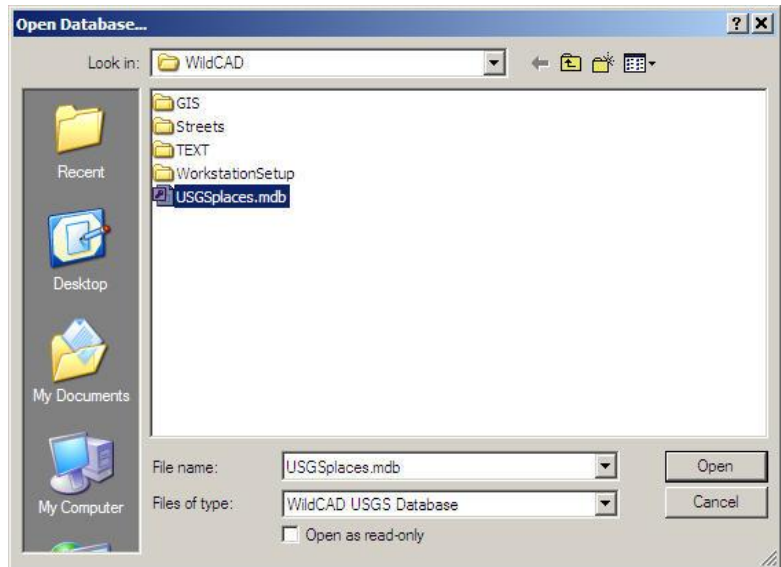 Open Database...
Look in: WildCAD
GIS
Streets
TEXT
WorkstationSetup
USGSplaces.mdb
Recent
Desktop
My Documents
My Computer
File name: USGSplaces.mdb Open
Files of type: WildCAD USGS Database Cancel
Open as read-only